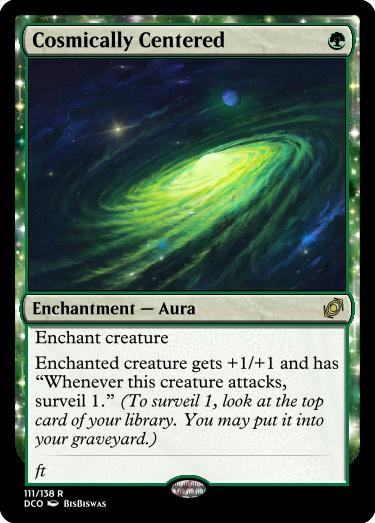 Cosmically Centered
Enchantment — Aura
Enchant creature
Enchanted creature gets +1/+1 and has
“Whenever this creature attacks,
surveil 1.” (To surveil 1, look at the top
card of your library. You may put it into
your graveyard.)
ft
111/138 R
DCO BisBiswas